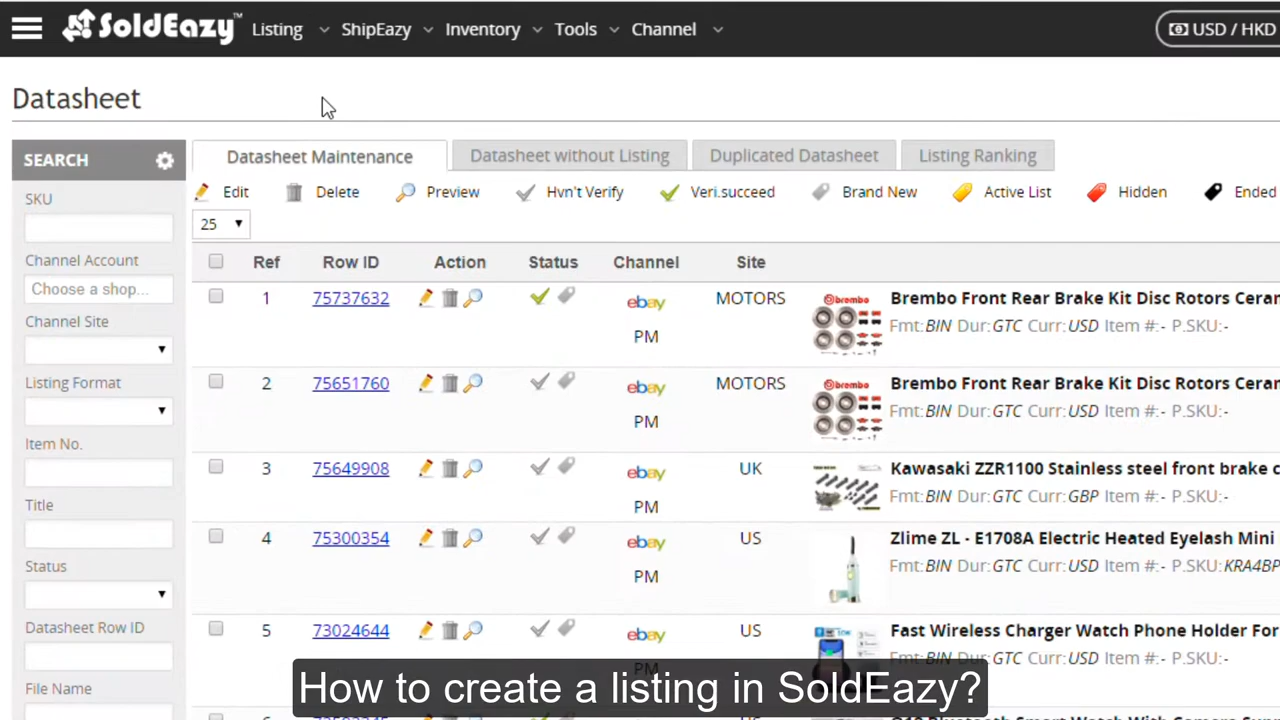 SoldEazy™ Listing ShipEazy Inventory Tools Channel USD / HKD
Datasheet
SEARCH
SKU
Channel Account
Choose a shop...
Channel Site
Listing Format
Item No.
Title
Status
Datasheet Row ID
File Name
Datasheet Maintenance Datasheet without Listing Duplicated Datasheet Listing Ranking
Edit Delete Preview Hvn't Verify Veri.succeed Brand New Active List Hidden Ended
25
Ref Row ID Action Status Channel Site
1 75737632 ebay MOTORS brembo Brembo Front Rear Brake Kit Disc Rotors Ceram
PM Fmt:BIN Dur:GTC Curr:USD Item #:- P.SKU:-
2 75651760 ebay MOTORS brembo Brembo Front Rear Brake Kit Disc Rotors Ceram
PM Fmt:BIN Dur:GTC Curr:USD Item #:- P.SKU:-
3 75649908 ebay UK Kawasaki ZZR1100 Stainless steel front brake c
PM Fmt:BIN Dur:GTC Curr:GBP Item #:- P.SKU:-
4 75300354 ebay US Zlime ZL - E1708A Electric Heated Eyelash Mini
PM Fmt:BIN Dur:GTC Curr:USD Item #:- P.SKU:KRA4BP
5 73024644 ebay US Fast Wireless Charger Watch Phone Holder For
Fmt:BIN Dur:GTC Curr:USD Item #:- P.SKU:-
How to create a listing in SoldEazy?